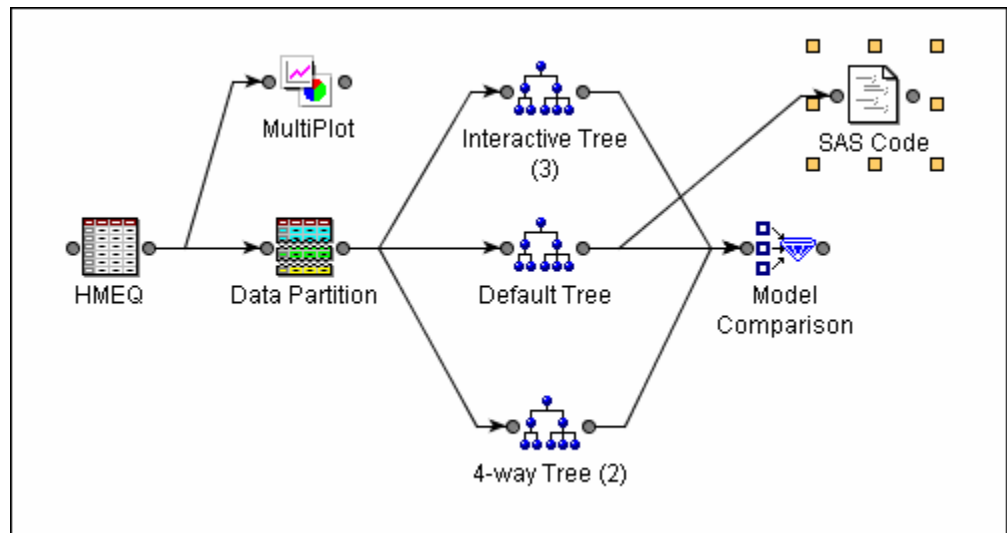 MultiPlot
Interactive Tree
(3)
SAS Code
HMEQ
Data Partition
Default Tree
Model
Comparison
4-way Tree (2)